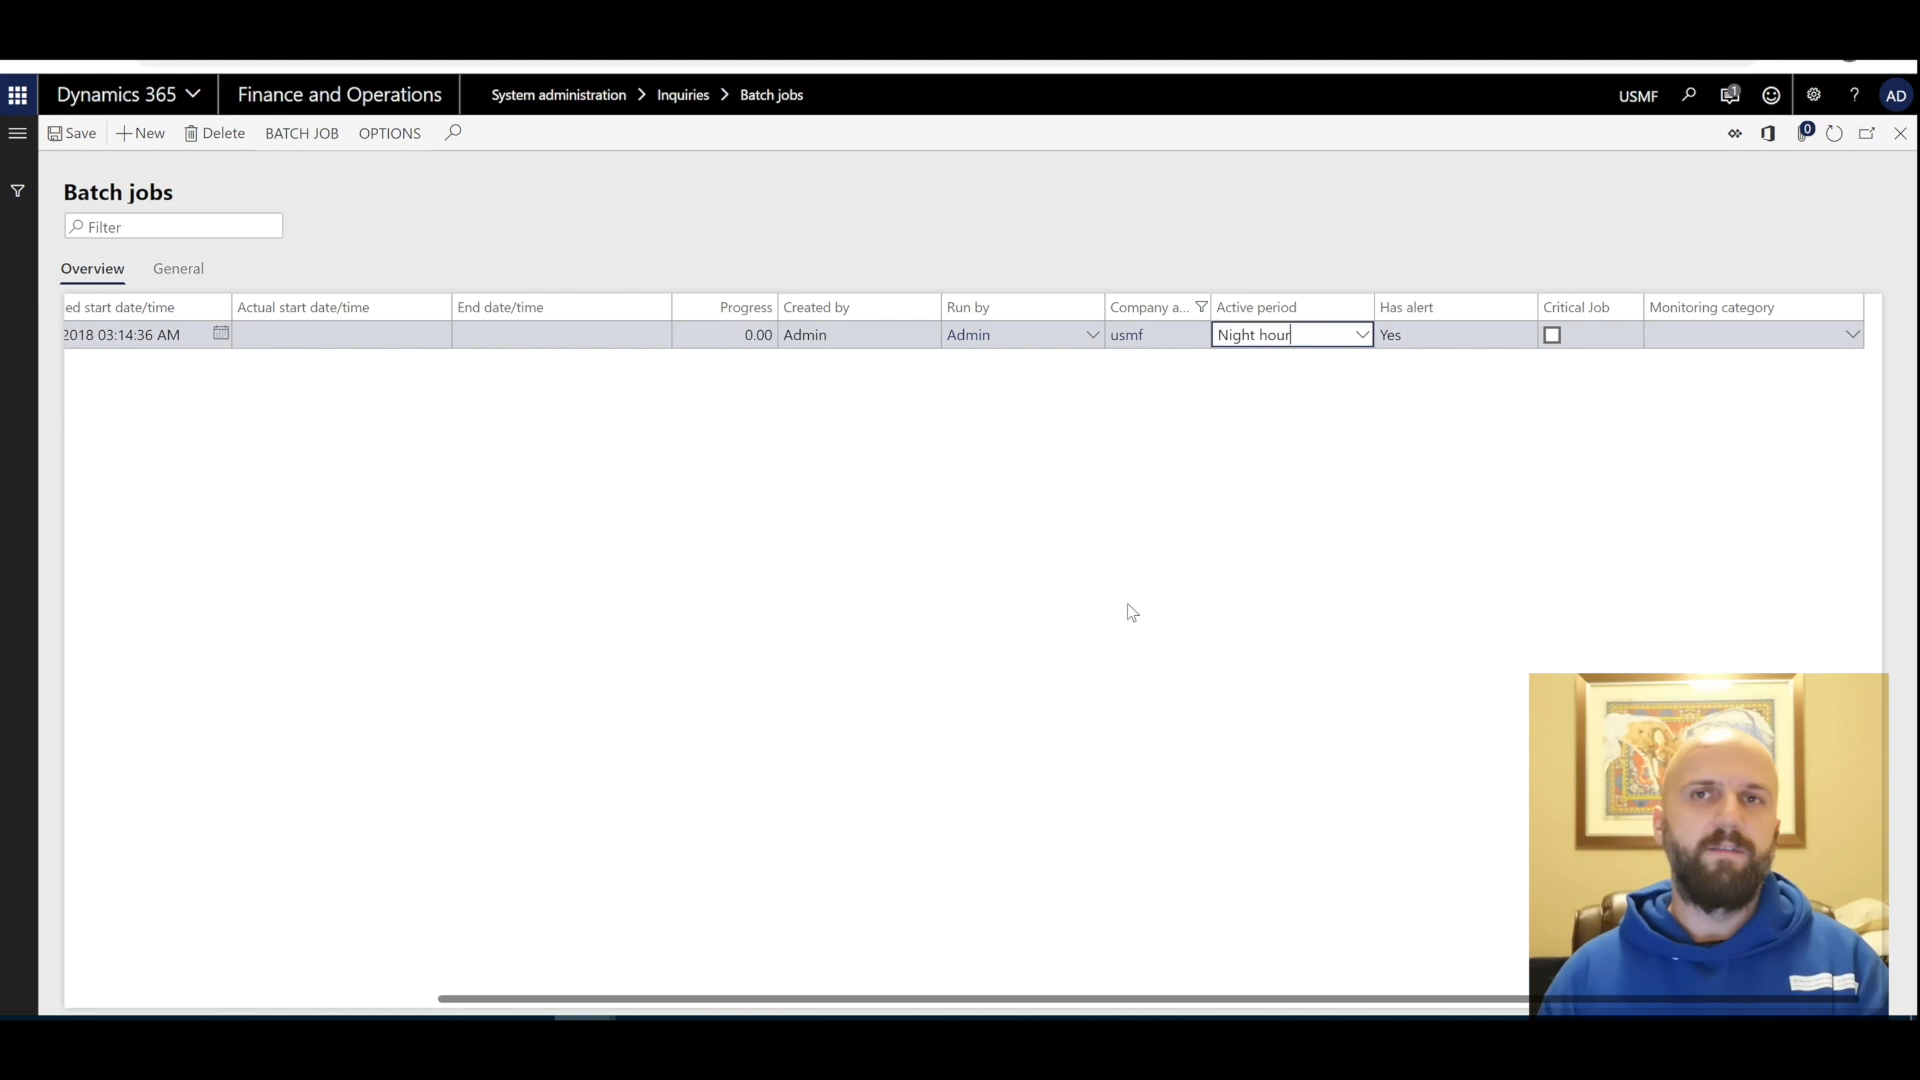 Dynamics 365 Finance and Operations System administration Inquiries Batch jobs USMF 1 ? AD
Save New Delete BATCH JOB OPTIONS 0
Batch jobs
Filter
Overview General
ed start date/time Actual start date/time End date/time Progress Created by Run by Company a... Active period Has alert Critical Job Monitoring category
2018 03:14:36 AM 0.00 Admin Admin usmf Night hour Yes